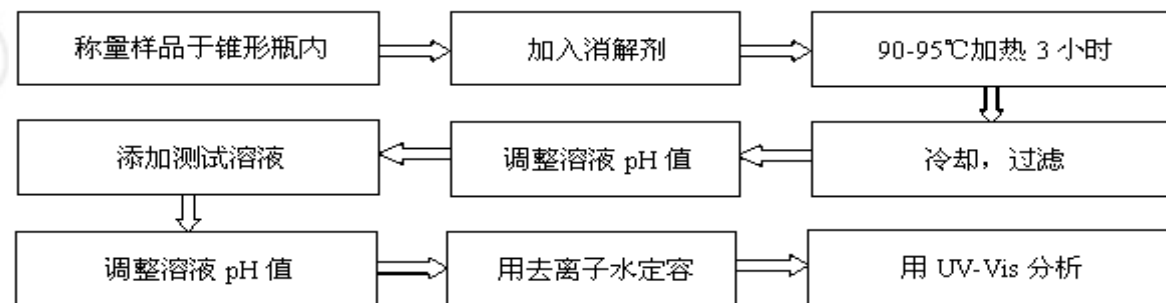 称量样品于锥形瓶内
加入消解剂
90-95℃加热 3 小时
冷却，过滤
调整溶液 pH 值
添加测试溶液
调整溶液 pH 值
用去离子水定容
用 UV-Vis 分析